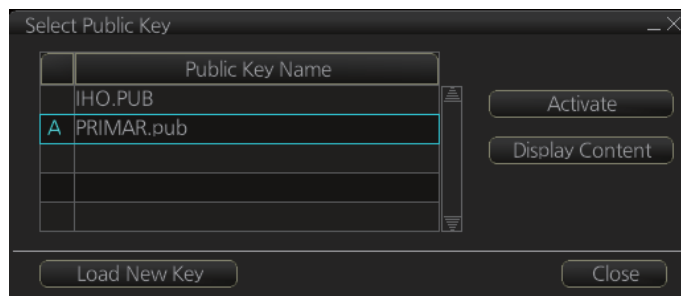 Select Public Key
Public Key Name
IHO.PUB
A PRIMAR.pub
Activate
Display Content
Load New Key
Close